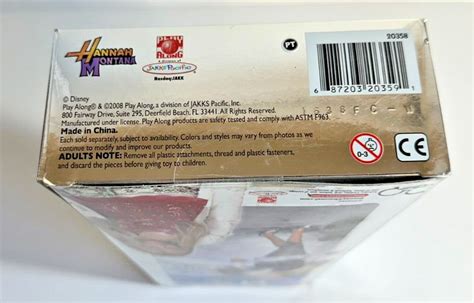 HANNAH
MONTANA
PLAY
ALONG
A division of
JAKKS Pacific
Nasdaq: JAKK
PT
20358
6 87203 20359 1
© Disney
Play Along® & ©2008 Play Along, a division of JAKKS Pacific, Inc.
800 Fairway Drive, Suite 295, Deerfield Beach, FL 33441. All Rights Reserved.
Manufactured under license. Play Along products are safety tested and comply with ASTM F963.
Made in China.
Each sold separately, subject to availability. Colors and styles may vary from photos as we
continue to modify and improve our products.
ADULTS NOTE: Remove all plastic attachments, thread and plastic fasteners,
and discard the pieces before giving toy to children.
0-3
CE